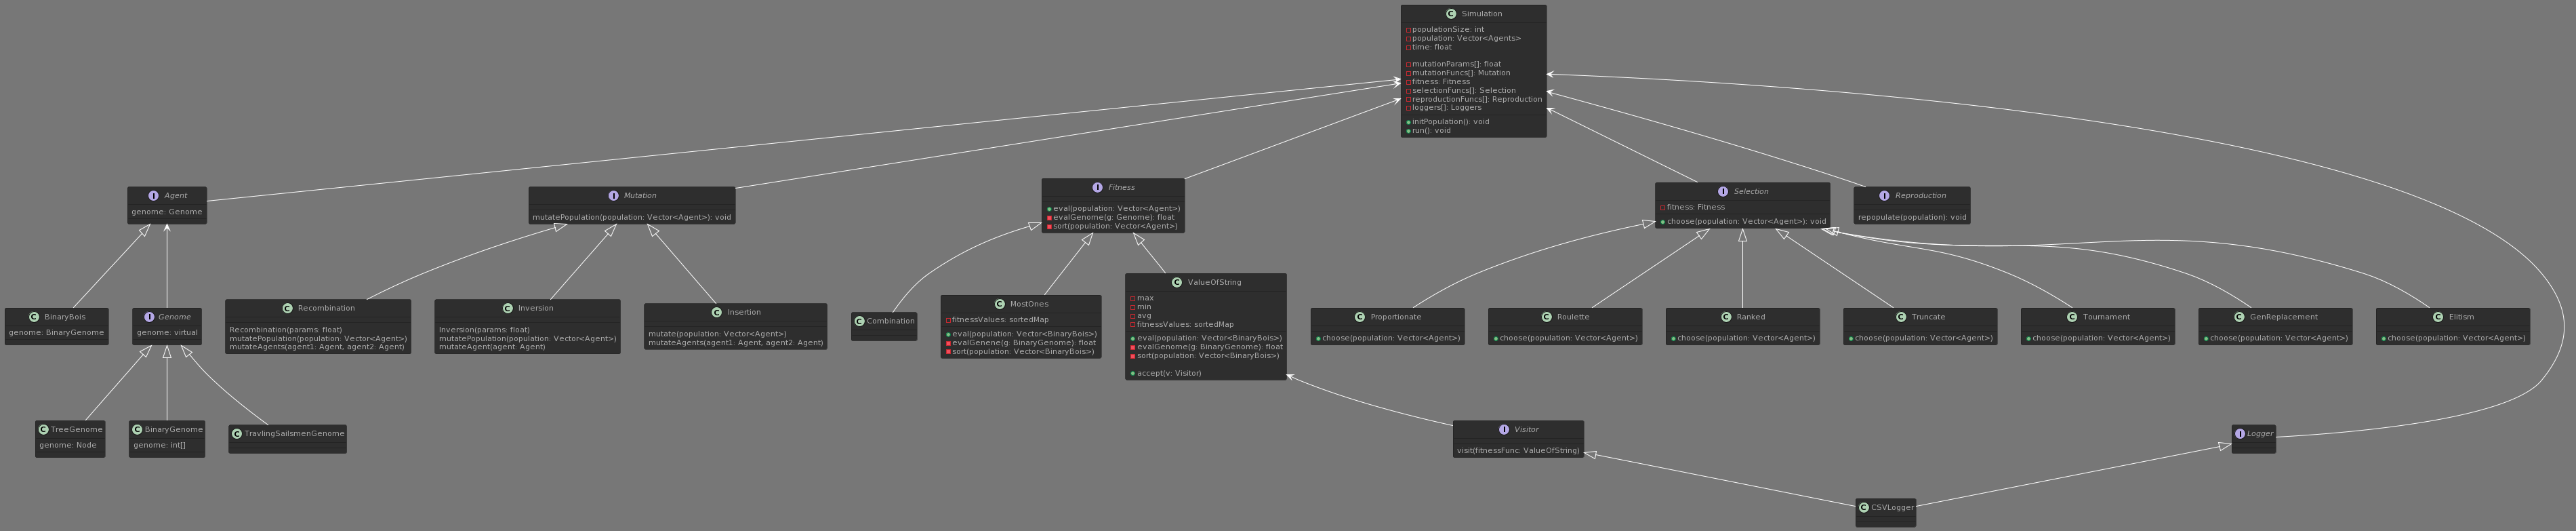 Simulation
populationSize: int
population: Vector<Agents>
time: float
mutationParams[]: float
mutationFuncs[]: Mutation
fitness: Fitness
selectionFuncs[]: Selection
reproductionFuncs[]: Reproduction
loggers[]: Loggers
initPopulation(): void
run(): void
Agent
genome: Genome
Mutation
mutatePopulation(population: Vector<Agent>): void
Fitness
eval(population: Vector<Agent>)
evalGenome(g: Genome): float
sort(population: Vector<Agent>)
Selection
fitness: Fitness
choose(population: Vector<Agent>): void
Reproduction
repopulate(population): void
BinaryBois
genome: BinaryGenome
Genome
genome: virtual
Recombination
Recombination(params: float)
mutatePopulation(population: Vector<Agent>)
mutateAgents(agent1: Agent, agent2: Agent)
Inversion
Inversion(params: float)
mutatePopulation(population: Vector<Agent>)
mutateAgent(agent: Agent)
Insertion
mutate(population: Vector<Agent>)
mutateAgents(agent1: Agent, agent2: Agent)
Combination
MostOnes
fitnessValues: sortedMap
eval(population: Vector<BinaryBois>)
evalGenene(g: BinaryGenome): float
sort(population: Vector<BinaryBois>)
ValueOfString
max
min
avg
fitnessValues: sortedMap
eval(population: Vector<BinaryBois>)
evalGenome(g: BinaryGenome): float
sort(population: Vector<BinaryBois>)
accept(v: Visitor)
Proportionate
choose(population: Vector<Agent>)
Roulette
choose(population: Vector<Agent>)
Ranked
choose(population: Vector<Agent>)
Truncate
choose(population: Vector<Agent>)
Tournament
choose(population: Vector<Agent>)
GenReplacement
choose(population: Vector<Agent>)
Elitism
choose(population: Vector<Agent>)
TreeGenome
genome: Node
BinaryGenome
genome: int[]
TravlingSailsmenGenome
Visitor
visit(fitnessFunc: ValueOfString)
Logger
CSVLogger